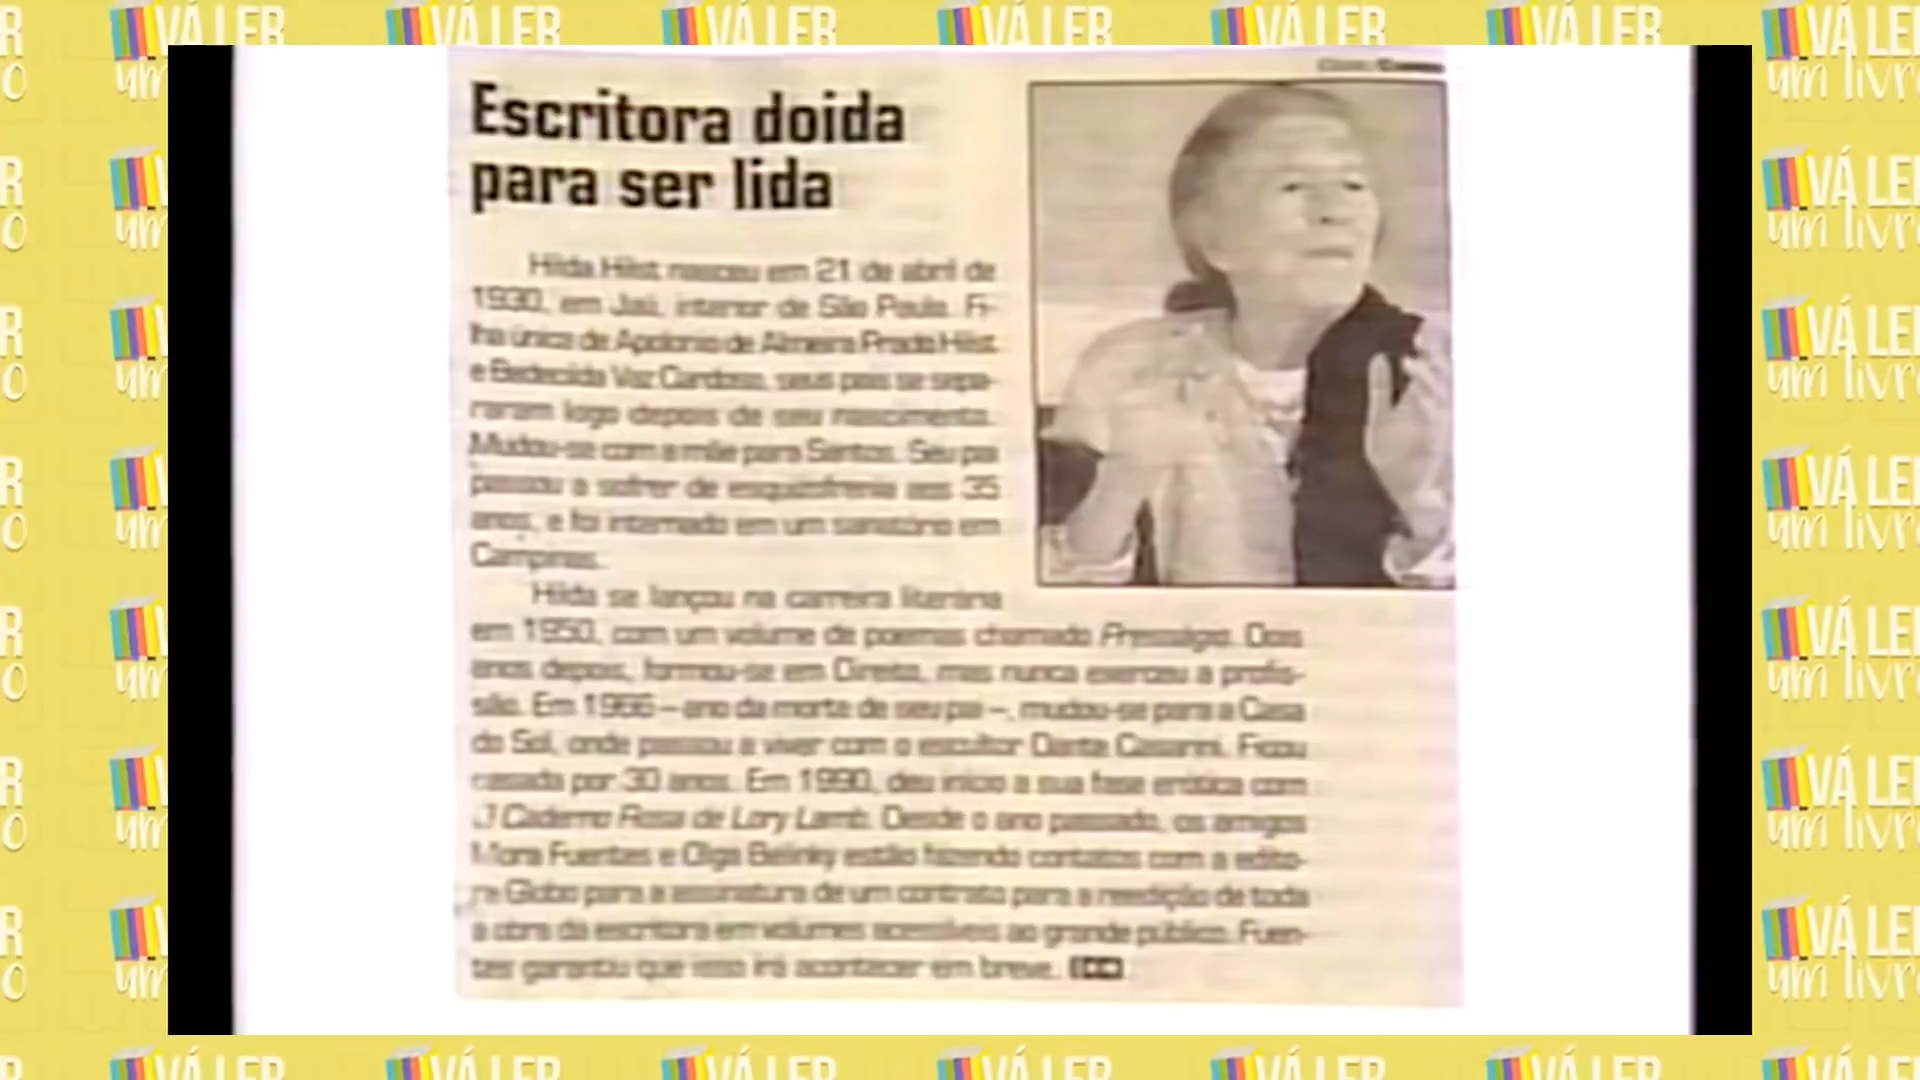 Escritora doida
para ser lida
Hilda Hilst nasceu em 21 de abril de
1930, em Jaú, interior de São Paulo. Fi-
lha única de Apolonio de Almeira Prado Hilst
e Bedecilda Vaz Cardoso, seus pais se sepa-
raram logo depois de seu nascimento.
Mudou-se com a mãe para Santos. Seu pai
passou a sofrer de esquizofrenia aos 35
anos, e foi internado em um sanatório em
Campinas.
Hilda se lançou na carreira literária
em 1950, com um volume de poemas chamado Presságio. Dois
anos depois, formou-se em Direito, mas nunca exerceu a profis-
são. Em 1966 – ano da morte de seu pai –, mudou-se para a Casa
do Sol, onde passou a viver com o escultor Dante Casarini. Ficou
casada por 30 anos. Em 1990, deu início a sua fase erótica com
O Caderno Rosa de Lory Lamb. Desde o ano passado, os amigos
Mora Fuentes e Olga Belinky estão fazendo contatos com a edito-
ra Globo para a assinatura de um contrato para a reedição de toda
a obra da escritora em volumes acessíveis ao grande público. Fuen-
tes garantiu que isso irá acontecer em breve.
VÁ LER
um livro